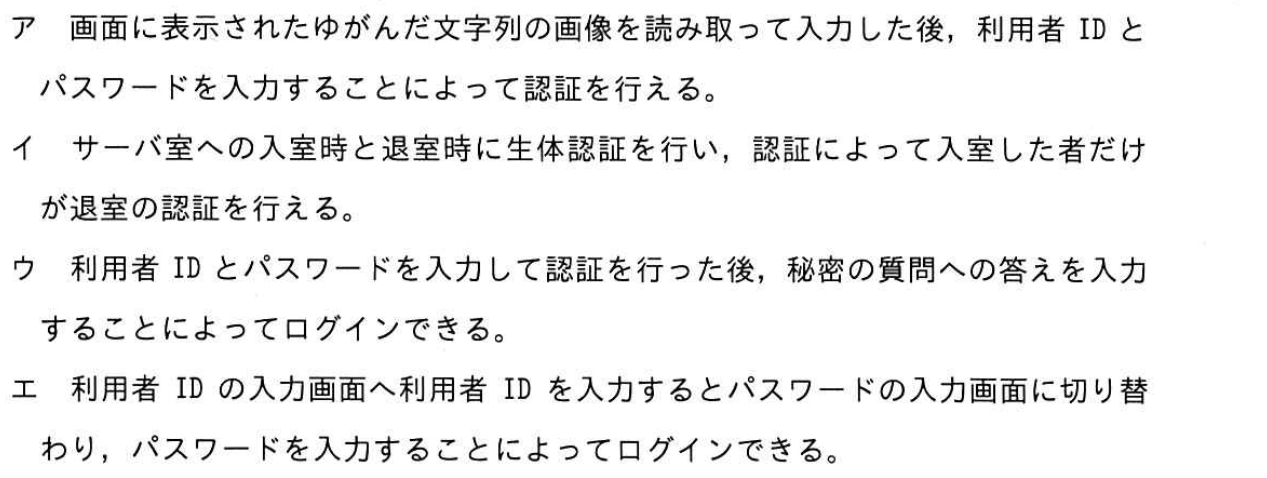 ア　画面に表示されたゆがんだ文字列の画像を読み取って入力した後，利用者 ID と
パスワードを入力することによって認証を行える。
イ　サーバ室への入室時と退室時に生体認証を行い，認証によって入室した者だけ
が退室の認証を行える。
ウ　利用者 ID とパスワードを入力して認証を行った後，秘密の質問への答えを入力
することによってログインできる。
エ　利用者 ID の入力画面へ利用者 ID を入力するとパスワードの入力画面に切り替
わり，パスワードを入力することによってログインできる。